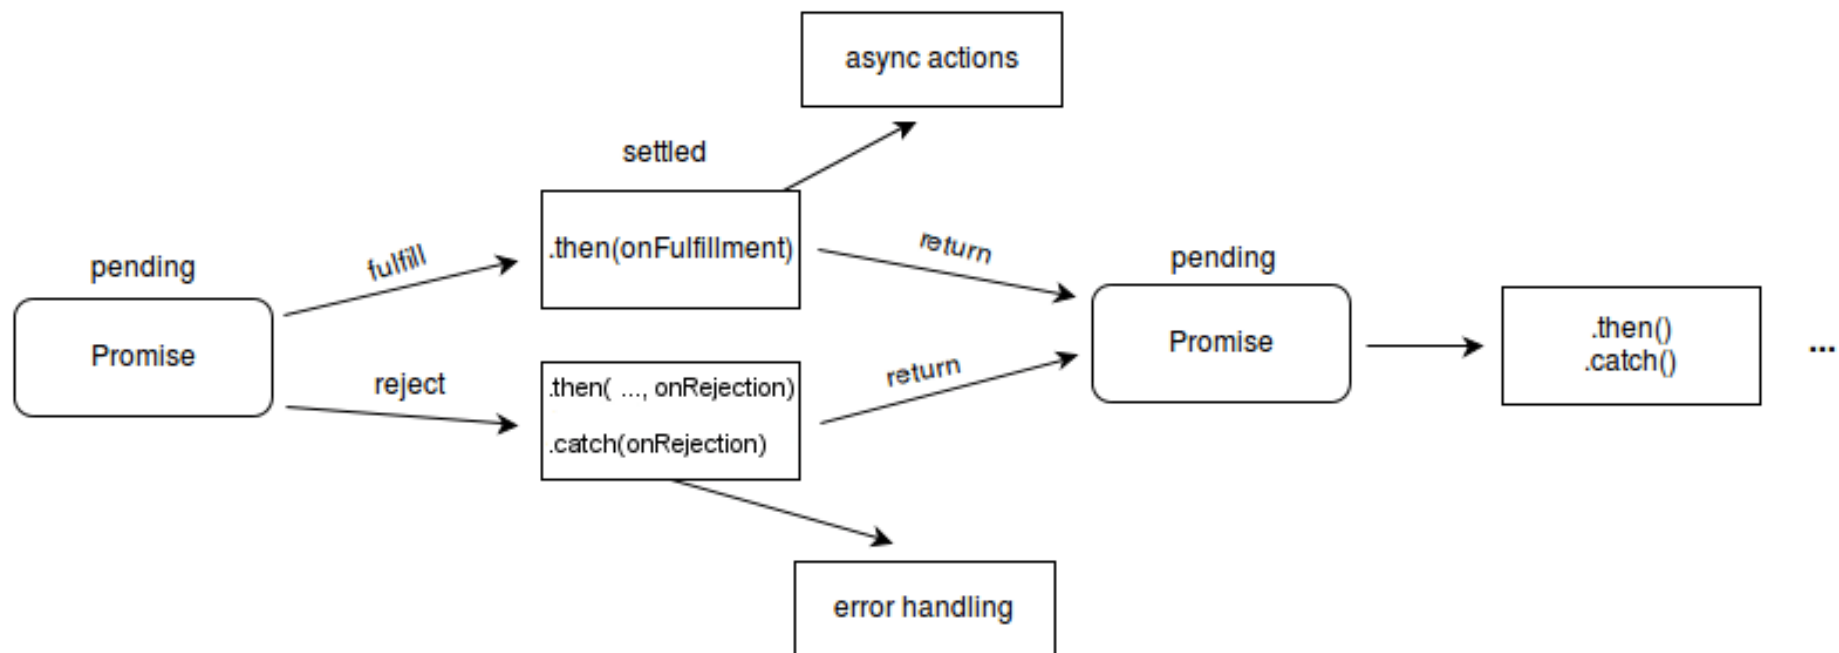 async actions
settled
.then(onFulfillment)
pending
fulfill
return
pending
Promise
reject
.then( ..., onRejection)
.catch(onRejection)
return
Promise
.then()
.catch()
...
error handling